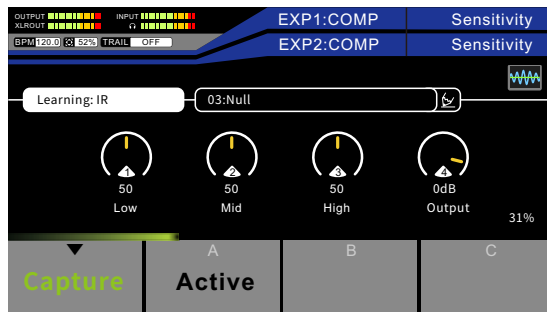 OUTPUT INPUT EXP1:COMP Sensitivity
XLROUT
BPM 120.0 52% TRAIL OFF EXP2:COMP Sensitivity
Learning: IR 03:Null
1 2 3 4
50 50 50 0dB
Low Mid High Output
31%
A B C
Capture Active